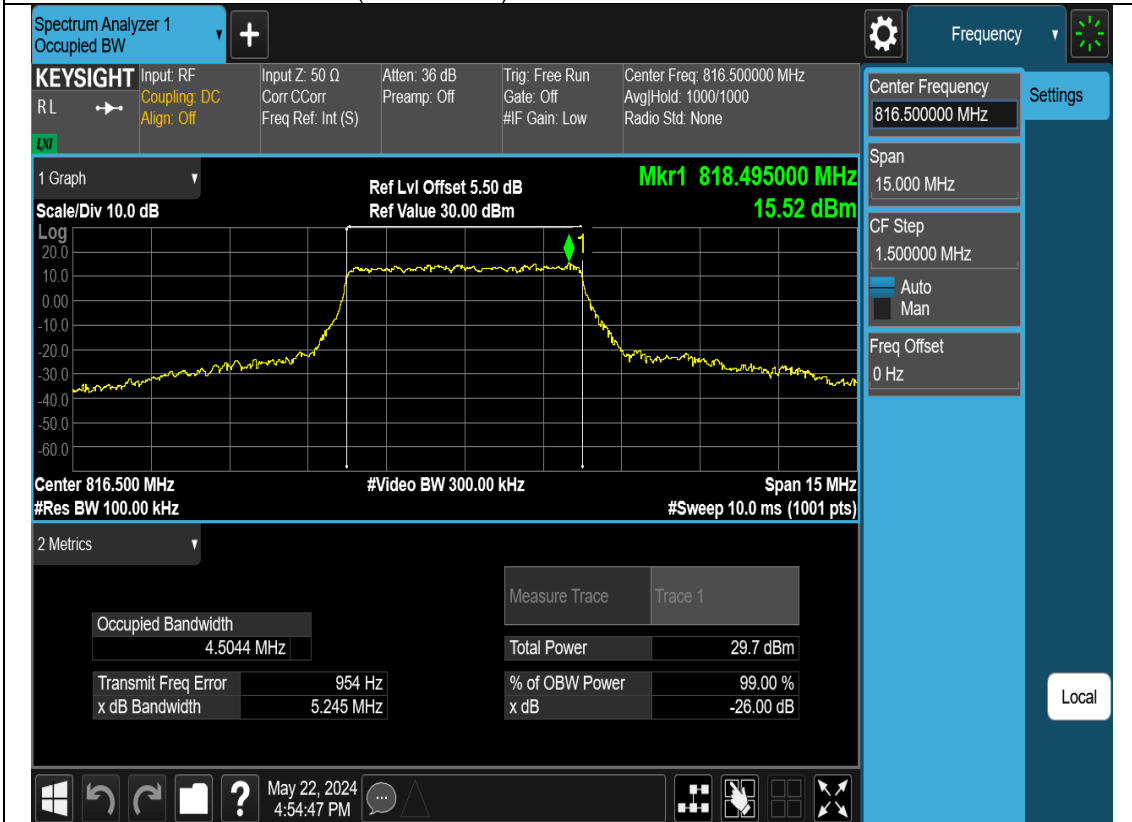 Spectrum Analyzer 1
Occupied BW
Frequency
KEYSIGHT
R L
LXI
Input: RF
Coupling: DC
Align: Off
Input Z: 50 Ω
Corr CCorr
Freq Ref: Int (S)
Atten: 36 dB
Preamp: Off
Trig: Free Run
Gate: Off
#IF Gain: Low
Center Freq: 816.500000 MHz
Avg|Hold: 1000/1000
Radio Std: None
1 Graph
Scale/Div 10.0 dB
Ref Lvl Offset 5.50 dB
Ref Value 30.00 dBm
Mkr1 818.495000 MHz
15.52 dBm
Log
20.0
10.0
0.00
-10.0
-20.0
-30.0
-40.0
-50.0
-60.0
1
Center 816.500 MHz
#Res BW 100.00 kHz
#Video BW 300.00 kHz
Span 15 MHz
#Sweep 10.0 ms (1001 pts)
2 Metrics
Measure Trace Trace 1
Occupied Bandwidth
4.5044 MHz
Total Power 29.7 dBm
Transmit Freq Error 954 Hz
% of OBW Power 99.00 %
x dB Bandwidth 5.245 MHz
x dB -26.00 dB
Center Frequency
816.500000 MHz
Settings
Span
15.000 MHz
CF Step
1.500000 MHz
Auto
Man
Freq Offset
0 Hz
Local
?
May 22, 2024
4:54:47 PM